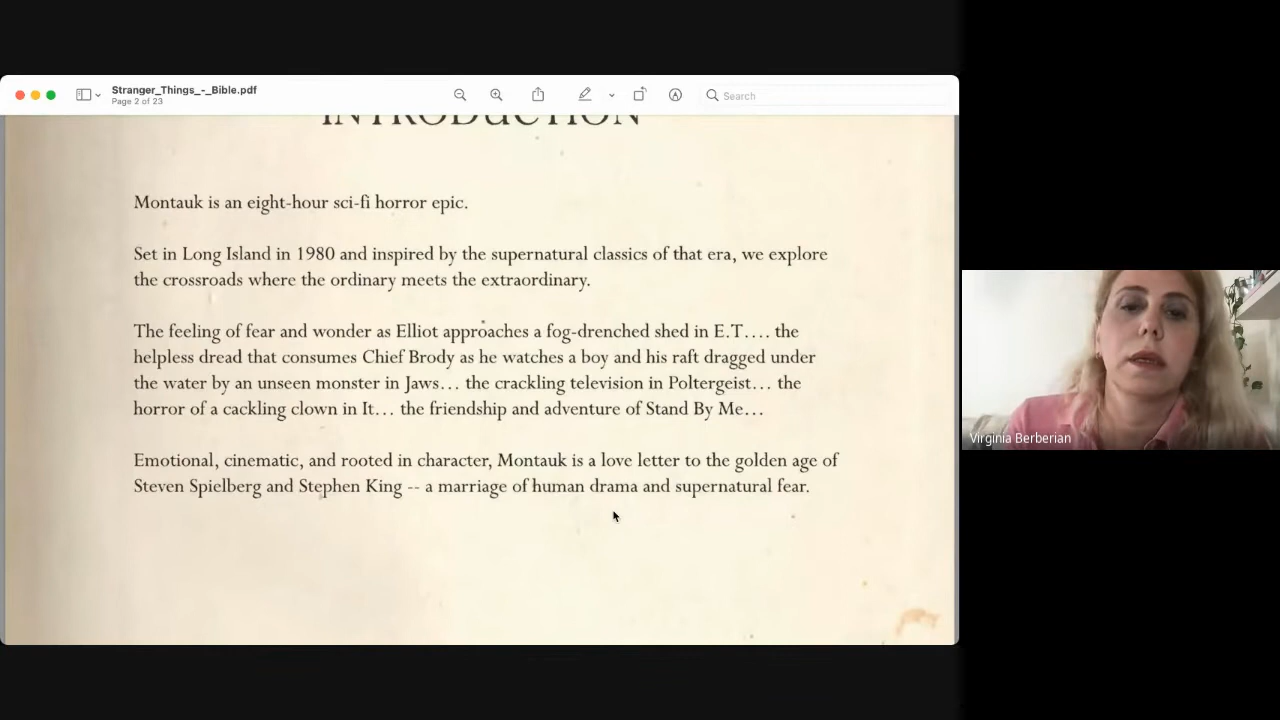 Stranger_Things_-_Bible.pdf
Page 2 of 23
Search
INTRODUCTION
Montauk is an eight-hour sci-fi horror epic.
Set in Long Island in 1980 and inspired by the supernatural classics of that era, we explore
the crossroads where the ordinary meets the extraordinary.
The feeling of fear and wonder as Elliot approaches a fog-drenched shed in E.T.... the
helpless dread that consumes Chief Brody as he watches a boy and his raft dragged under
the water by an unseen monster in Jaws... the crackling television in Poltergeist... the
horror of a cackling clown in It... the friendship and adventure of Stand By Me...
Emotional, cinematic, and rooted in character, Montauk is a love letter to the golden age of
Steven Spielberg and Stephen King -- a marriage of human drama and supernatural fear.
Virginia Berberian